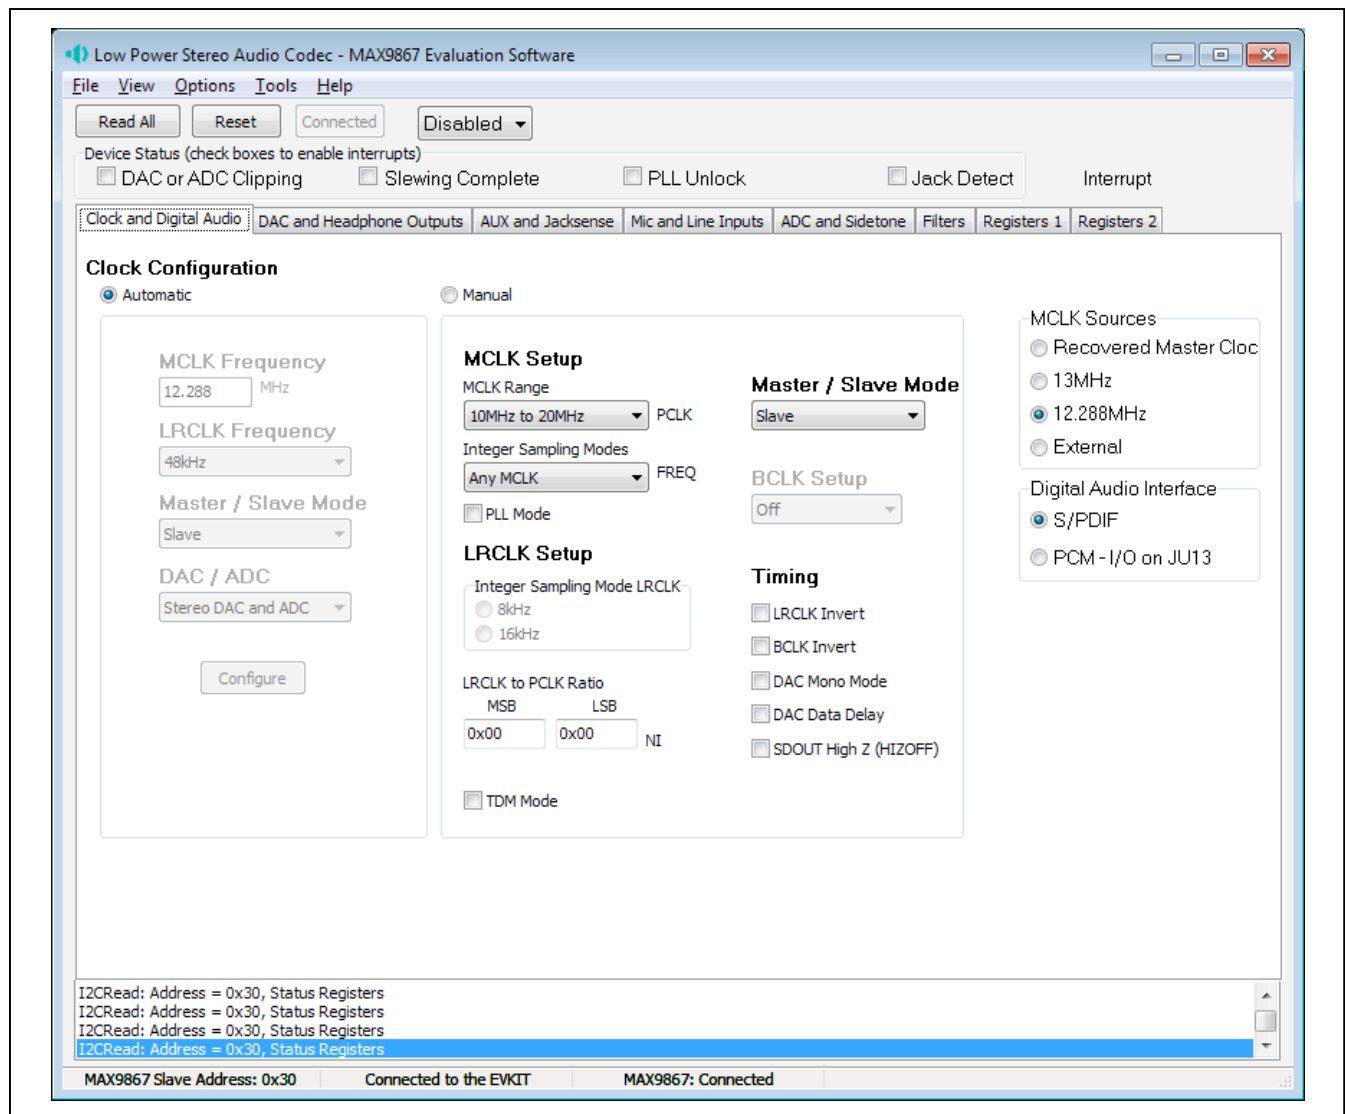 Low Power Stereo Audio Codec - MAX9867 Evaluation Software
File View Options Tools Help
Read All Reset Connected Disabled
Device Status (check boxes to enable interrupts)
DAC or ADC Clipping Slewing Complete PLL Unlock Jack Detect Interrupt
Clock and Digital Audio DAC and Headphone Outputs AUX and Jacksense Mic and Line Inputs ADC and Sidetone Filters Registers 1 Registers 2
Clock Configuration
Automatic
MCLK Frequency
12.288 MHz
LRCLK Frequency
48kHz
Master / Slave Mode
Slave
DAC / ADC
Stereo DAC and ADC
Configure
Manual
MCLK Setup
MCLK Range
10MHz to 20MHz PCLK
Integer Sampling Modes
Any MCLK FREQ
PLL Mode
LRCLK Setup
Integer Sampling Mode LRCLK
8kHz
16kHz
LRCLK to PCLK Ratio
MSB LSB
0x00 0x00 NI
TDM Mode
Master / Slave Mode
Slave
BCLK Setup
Off
Timing
LRCLK Invert
BCLK Invert
DAC Mono Mode
DAC Data Delay
SDOUT High Z (HIZOFF)
MCLK Sources
Recovered Master Cloc
13MHz
12.288MHz
External
Digital Audio Interface
S/PDIF
PCM - I/O on JU13
I2CRead: Address = 0x30, Status Registers
I2CRead: Address = 0x30, Status Registers
I2CRead: Address = 0x30, Status Registers
I2CRead: Address = 0x30, Status Registers
MAX9867 Slave Address: 0x30 Connected to the EVKIT MAX9867: Connected